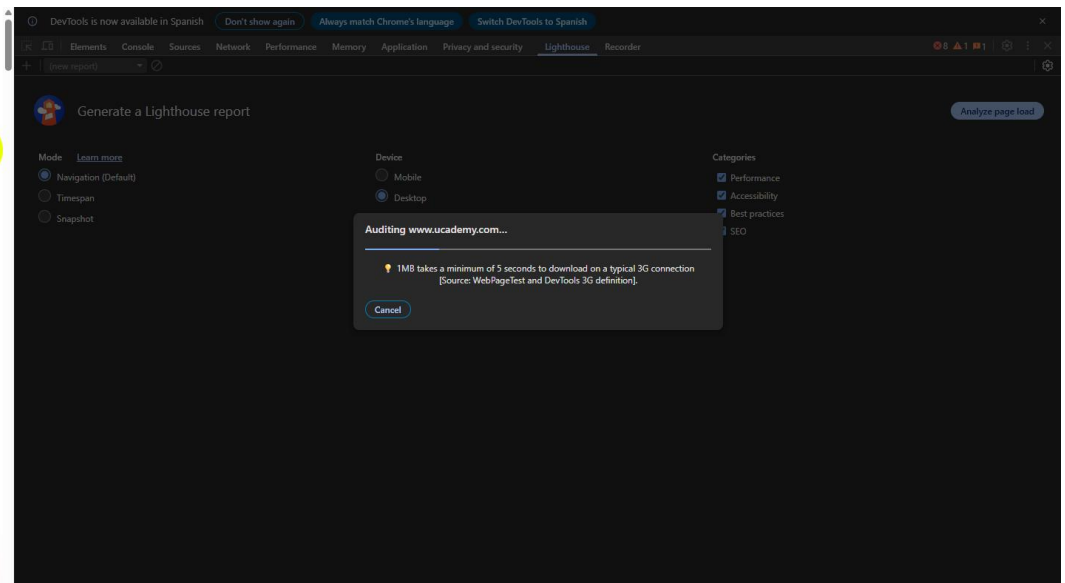 DevTools is now available in Spanish Don't show again Always match Chrome's language Switch DevTools to Spanish
Elements Console Sources Network Performance Memory Application Privacy and security Lighthouse Recorder 8 1 1
(new report)
Generate a Lighthouse report
Analyze page load
Mode Learn more Device Categories
Navigation (Default) Mobile Performance
Timespan Desktop Accessibility
Snapshot Best practices
SEO
Auditing www.ucademy.com...
1MB takes a minimum of 5 seconds to download on a typical 3G connection
[Source: WebPageTest and DevTools 3G definition].
Cancel